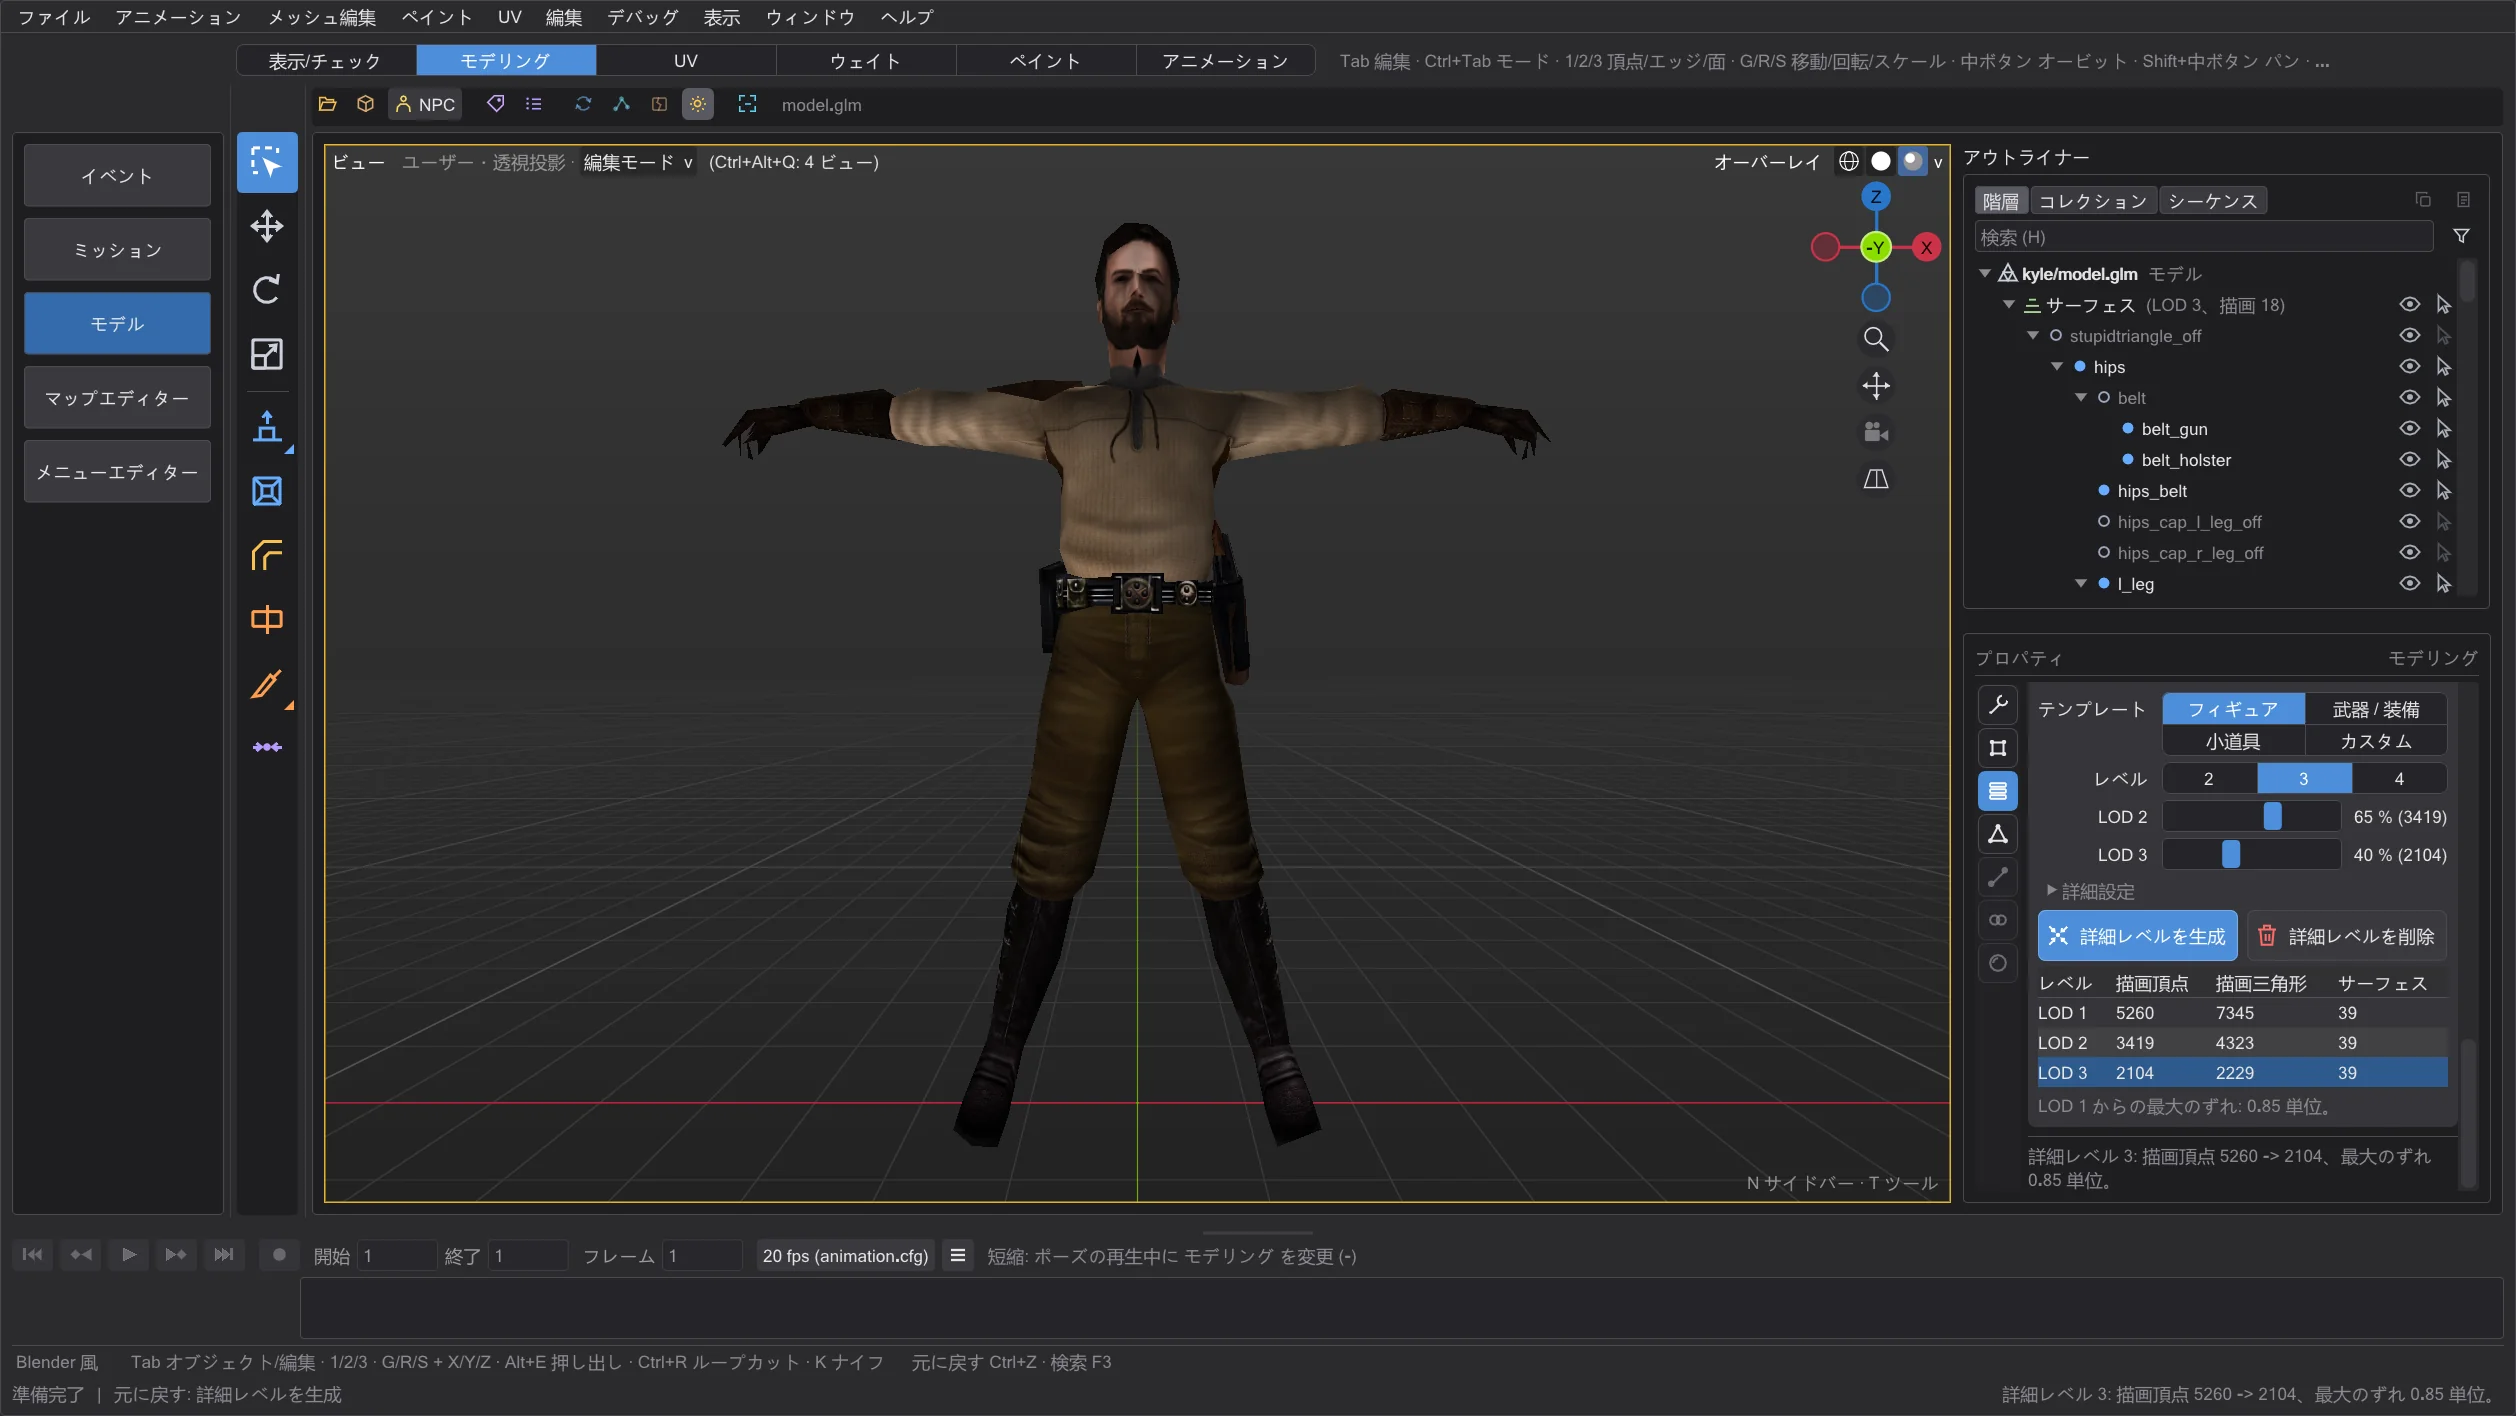 ファイル アニメーション メッシュ編集 ペイント UV 編集 デバッグ 表示 ウィンドウ ヘルプ
表示/チェック モデリング UV ウェイト ペイント アニメーション Tab 編集 · Ctrl+Tab モード · 1/2/3 頂点/エッジ/面 · G/R/S 移動/回転/スケール · 中ボタン オービット · Shift+中ボタン パン · ...
NPC model.glm
イベント
ミッション
モデル
マップエディター
メニューエディター
ビュー ユーザー · 透視投影 · 編集モード v (Ctrl+Alt+Q: 4 ビュー)
オーバーレイ v
Z
-Y
X
N サイドバー · T ツール
アウトライナー
階層 コレクション シーケンス
検索 (H)
kyle/model.glm モデル
サーフェス (LOD 3、描画 18)
stupidtriangle_off
hips
belt
belt_gun
belt_holster
hips_belt
hips_cap_l_leg_off
hips_cap_r_leg_off
l_leg
プロパティ モデリング
テンプレート フィギュア 武器 / 装備
小道具 カスタム
レベル 2 3 4
LOD 2 65 % (3419)
LOD 3 40 % (2104)
詳細設定
詳細レベルを生成 詳細レベルを削除
レベル 描画頂点 描画三角形 サーフェス
LOD 1 5260 7345 39
LOD 2 3419 4323 39
LOD 3 2104 2229 39
LOD 1 からの最大のずれ: 0.85 単位。
詳細レベル 3: 描画頂点 5260 -> 2104、最大のずれ
0.85 単位。
開始 1 終了 1 フレーム 1 20 fps (animation.cfg) 短縮: ポーズの再生中に モデリング を変更 (-)
Blender 風 Tab オブジェクト/編集 · 1/2/3 · G/R/S + X/Y/Z · Alt+E 押し出し · Ctrl+R ループカット · K ナイフ 元に戻す Ctrl+Z · 検索 F3
準備完了 | 元に戻す: 詳細レベルを生成
詳細レベル 3: 描画頂点 5260 -> 2104、最大のずれ 0.85 単位。